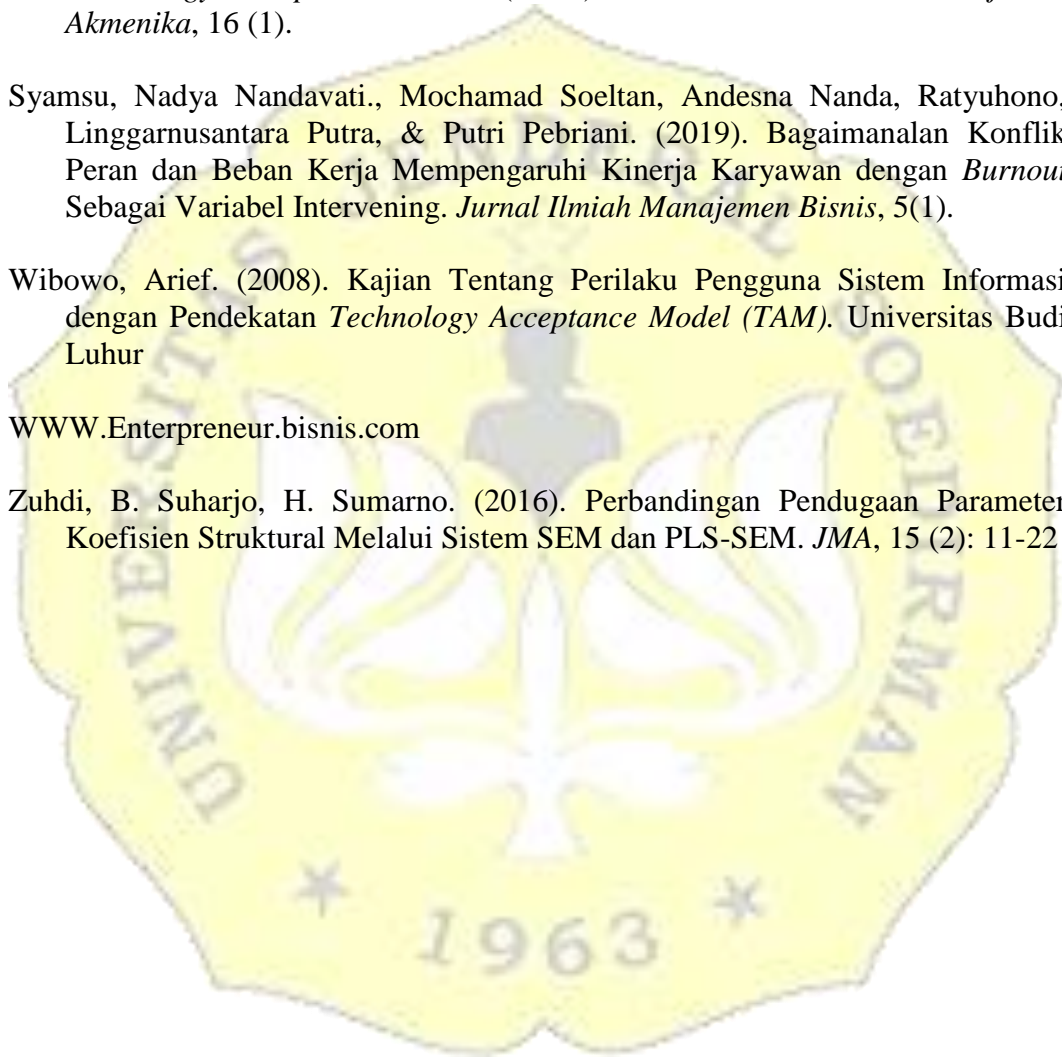 Akmenika, 16 (1).
Syamsu, Nadya Nandavati., Mochamad Soeltan, Andesna Nanda, Ratyuhono,
Linggarnusantara Putra, & Putri Pebriani. (2019). Bagaimanalan Konflik
Peran dan Beban Kerja Mempengaruhi Kinerja Karyawan dengan Burnout
Sebagai Variabel Intervening. Jurnal Ilmiah Manajemen Bisnis, 5(1).
Wibowo, Arief. (2008). Kajian Tentang Perilaku Pengguna Sistem Informasi
dengan Pendekatan Technology Acceptance Model (TAM). Universitas Budi
Luhur
WWW.Enterpreneur.bisnis.com
Zuhdi, B. Suharjo, H. Sumarno. (2016). Perbandingan Pendugaan Parameter
Koefisien Struktural Melalui Sistem SEM dan PLS-SEM. JMA, 15 (2): 11-22
UNIVERSITAS JENDERAL SOEDIRMAN
1963